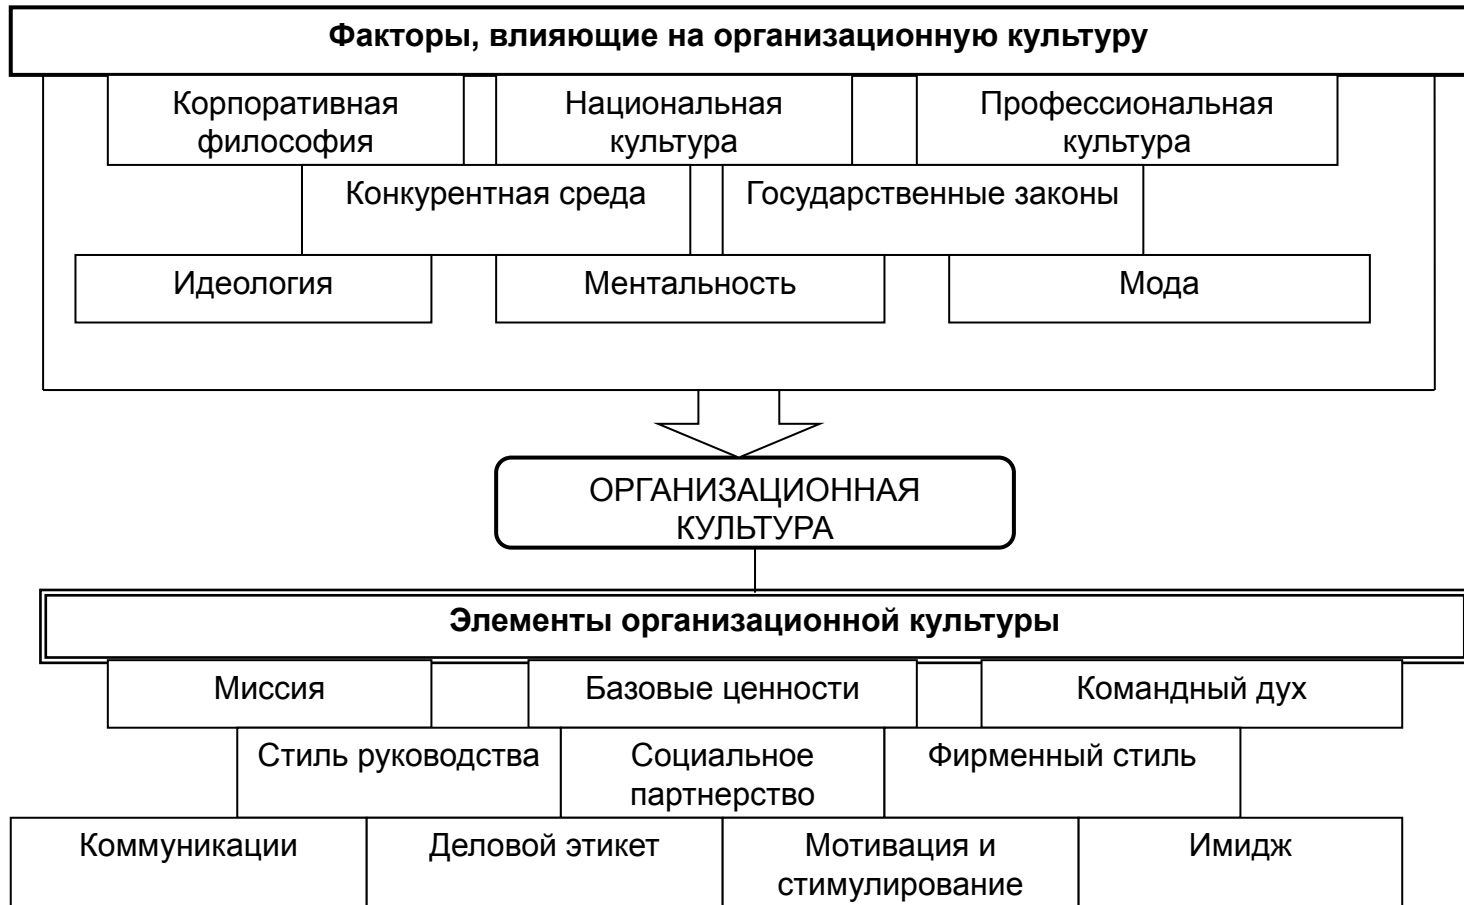 Факторы, влияющие на организационную культуру
Корпоративная
философия
Национальная
культура
Профессиональная
культура
Конкурентная среда
Государственные законы
Идеология
Ментальность
Мода
ОРГАНИЗАЦИОННАЯ
КУЛЬТУРА
Элементы организационной культуры
Миссия
Базовые ценности
Командный дух
Стиль руководства
Социальное
партнерство
Фирменный стиль
Коммуникации
Деловой этикет
Мотивация и
стимулирование
Имидж